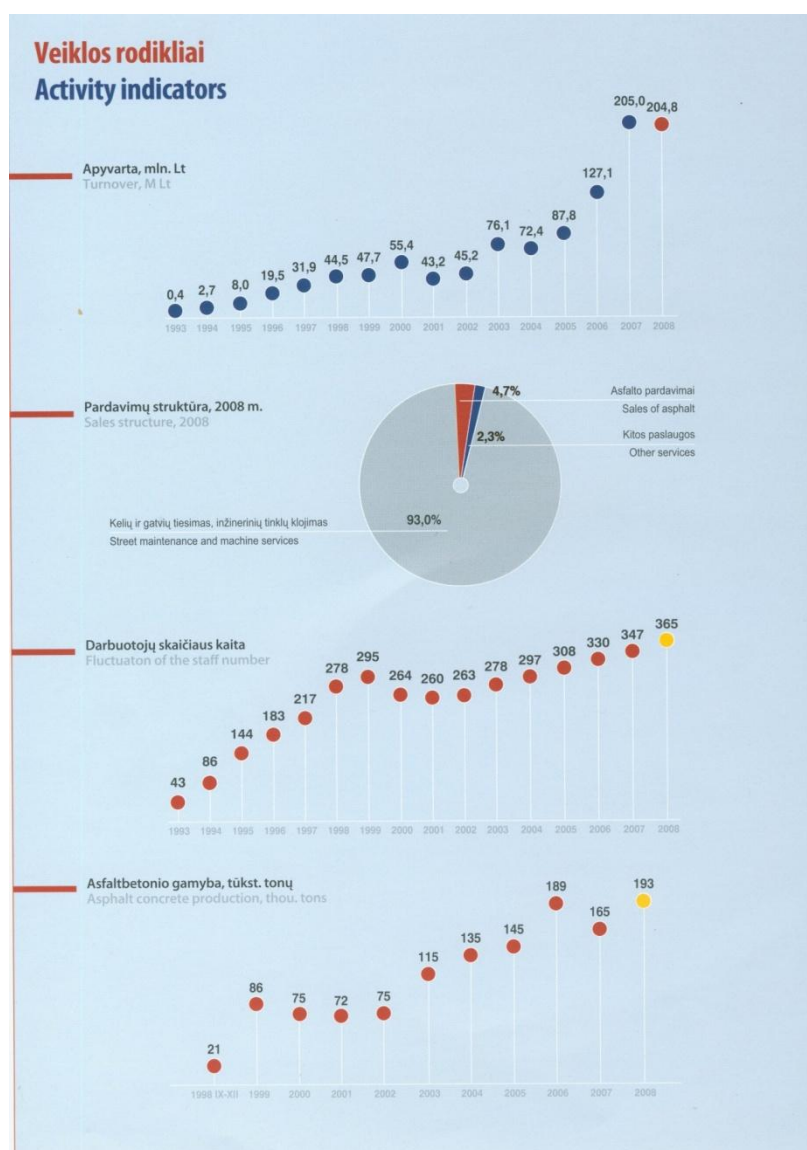 Veiklos rodikliai
Activity indicators
Apyvarta, mln. Lt
Turnover, M Lt
0,4 2,7 8,0 19,5 31,9 44,5 47,7 55,4 43,2 45,2 76,1 72,4 87,8 127,1 205,0 204,8
1993 1994 1995 1996 1997 1998 1999 2000 2001 2002 2003 2004 2005 2006 2007 2008
Pardavimų struktūra, 2008 m.
Sales structure, 2008
4,7%
Asfalto pardavimai
Sales of asphalt
2,3%
Kitos paslaugos
Other services
93,0%
Kelių ir gatvių tiesimas, inžinerinių tinklų klojimas
Street maintenance and machine services
Darbuotojų skaičiaus kaita
Fluctuaton of the staff number
43 86 144 183 217 278 295 264 260 263 278 297 308 330 347 365
1993 1994 1995 1996 1997 1998 1999 2000 2001 2002 2003 2004 2005 2006 2007 2008
Asfaltbetonio gamyba, tūkst. tonų
Asphalt concrete production, thou. tons
21 86 75 72 75 115 135 145 189 165 193
1998 IX-XII 1999 2000 2001 2002 2003 2004 2005 2006 2007 2008